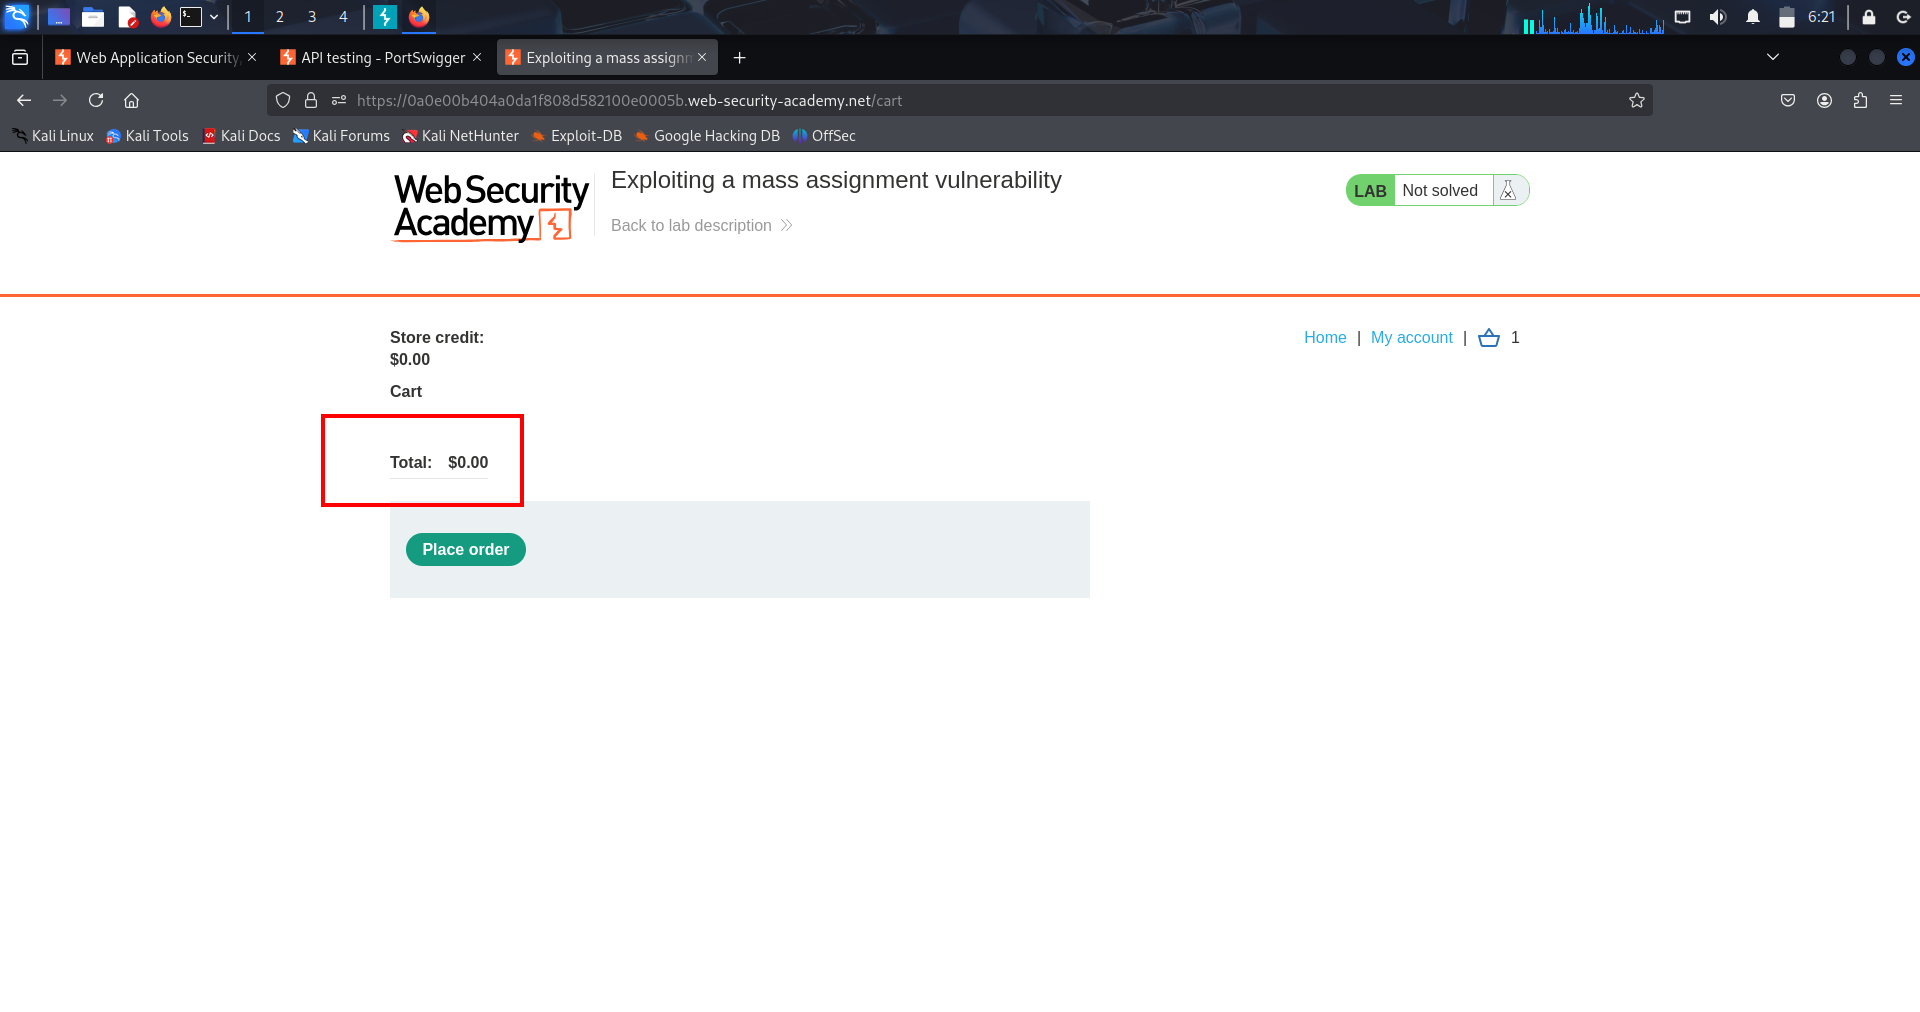 1 2 3 4 6:21
Web Application Security, API testing - PortSwigger Exploiting a mass assignm
https://0a0e00b404a0da1f808d582100e0005b.web-security-academy.net/cart
Kali Linux Kali Tools Kali Docs Kali Forums Kali NetHunter Exploit-DB Google Hacking DB OffSec
Web Security
Academy
Exploiting a mass assignment vulnerability
Back to lab description
LAB Not solved
Store credit:
$0.00
Home | My account | 1
Cart
Total: $0.00
Place order